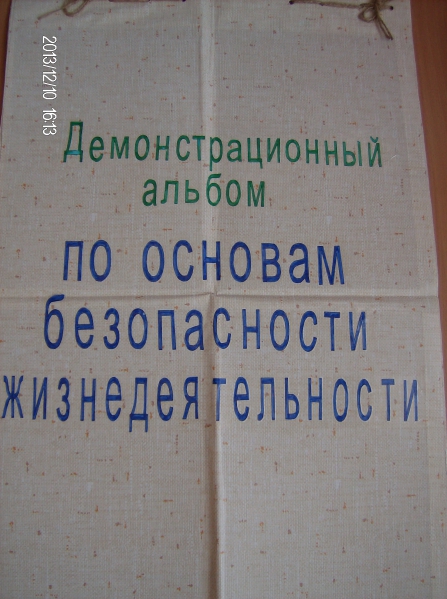 2013/12/10 16:13
Демонстрационный
альбом
по основам
безопасности
жизнедеятельности